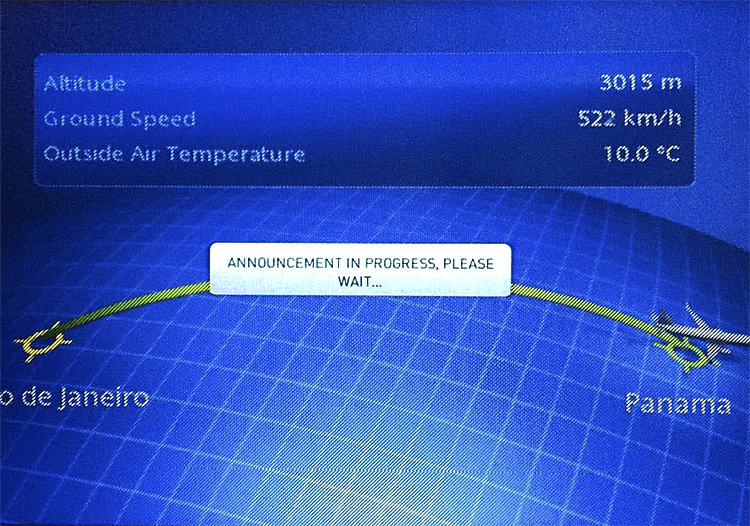 Altitude 3015 m
Ground Speed 522 km/h
Outside Air Temperature 10.0 °C
ANNOUNCEMENT IN PROGRESS, PLEASE
WAIT...
o de Janeiro
Panama